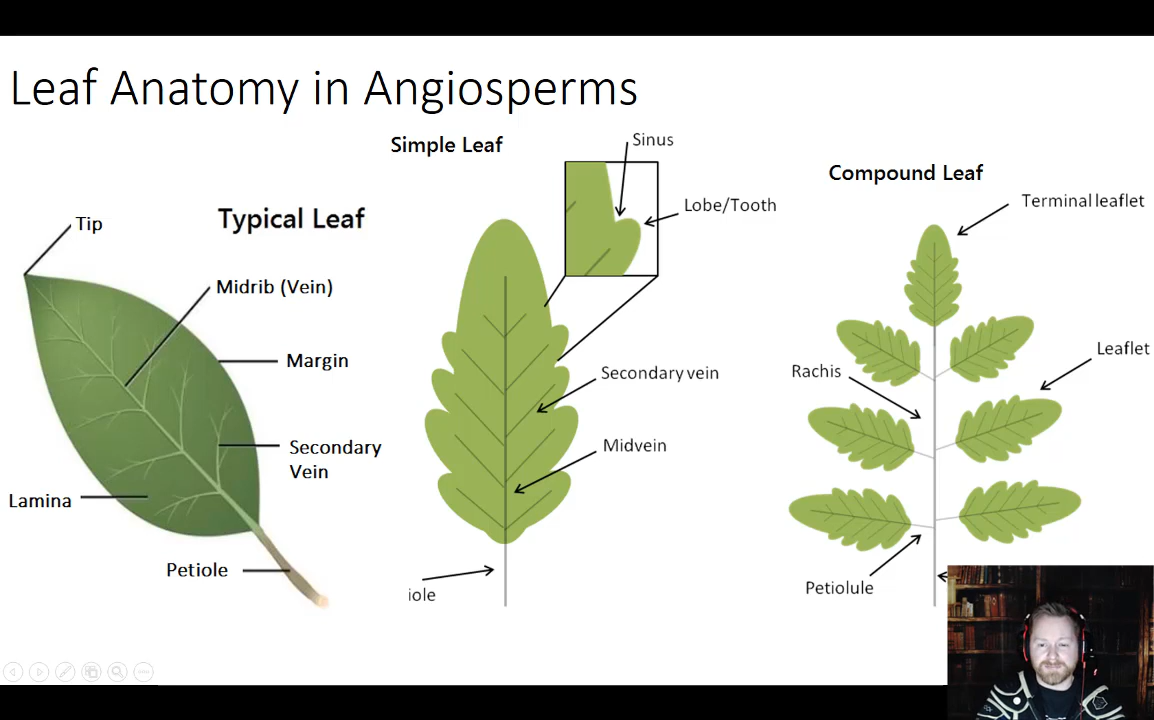 Leaf Anatomy in Angiosperms
Typical Leaf
Tip
Midrib (Vein)
Margin
Secondary
Vein
Lamina
Petiole
Simple Leaf
Sinus
Lobe/Tooth
Secondary vein
Midvein
iole
Compound Leaf
Terminal leaflet
Leaflet
Rachis
Petiolule